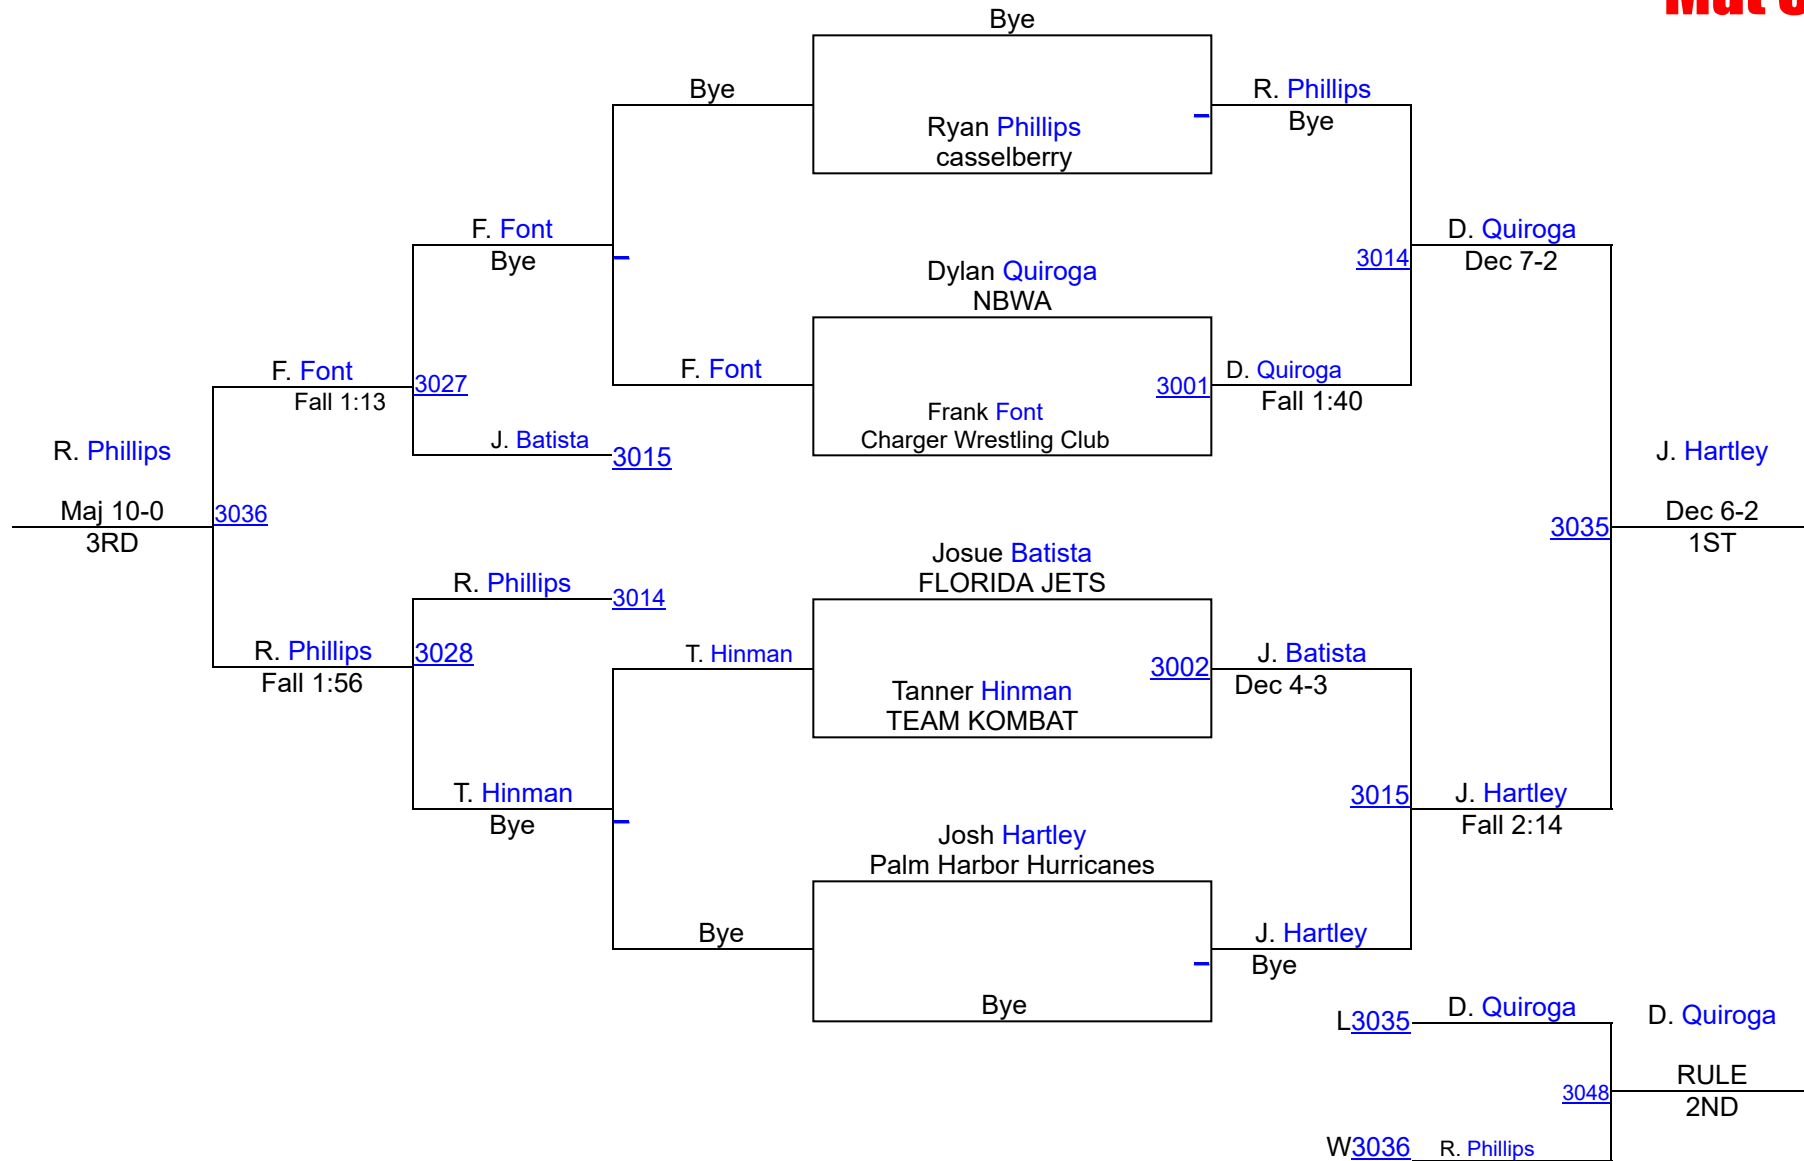 Mat
Bye
Bye
R. Phillips
Bye
Ryan Phillips
casselberry
F. Font
Bye
D. Quiroga
Dec 7-2
3014
Dylan Quiroga
NBWA
F. Font
Fall 1:13
3027
F. Font
3001
D. Quiroga
Fall 1:40
Frank Font
Charger Wrestling Club
J. Batista
3015
R. Phillips
Maj 10-0
3RD
3036
J. Hartley
Dec 6-2
1ST
3035
Josue Batista
FLORIDA JETS
R. Phillips
3014
R. Phillips
Fall 1:56
3028
T. Hinman
3002
J. Batista
Dec 4-3
Tanner Hinman
TEAM KOMBAT
T. Hinman
Bye
3015
J. Hartley
Fall 2:14
Josh Hartley
Palm Harbor Hurricanes
Bye
J. Hartley
Bye
Bye
L3035
D. Quiroga
D. Quiroga
RULE
2ND
3048
W3036
R. Phillips